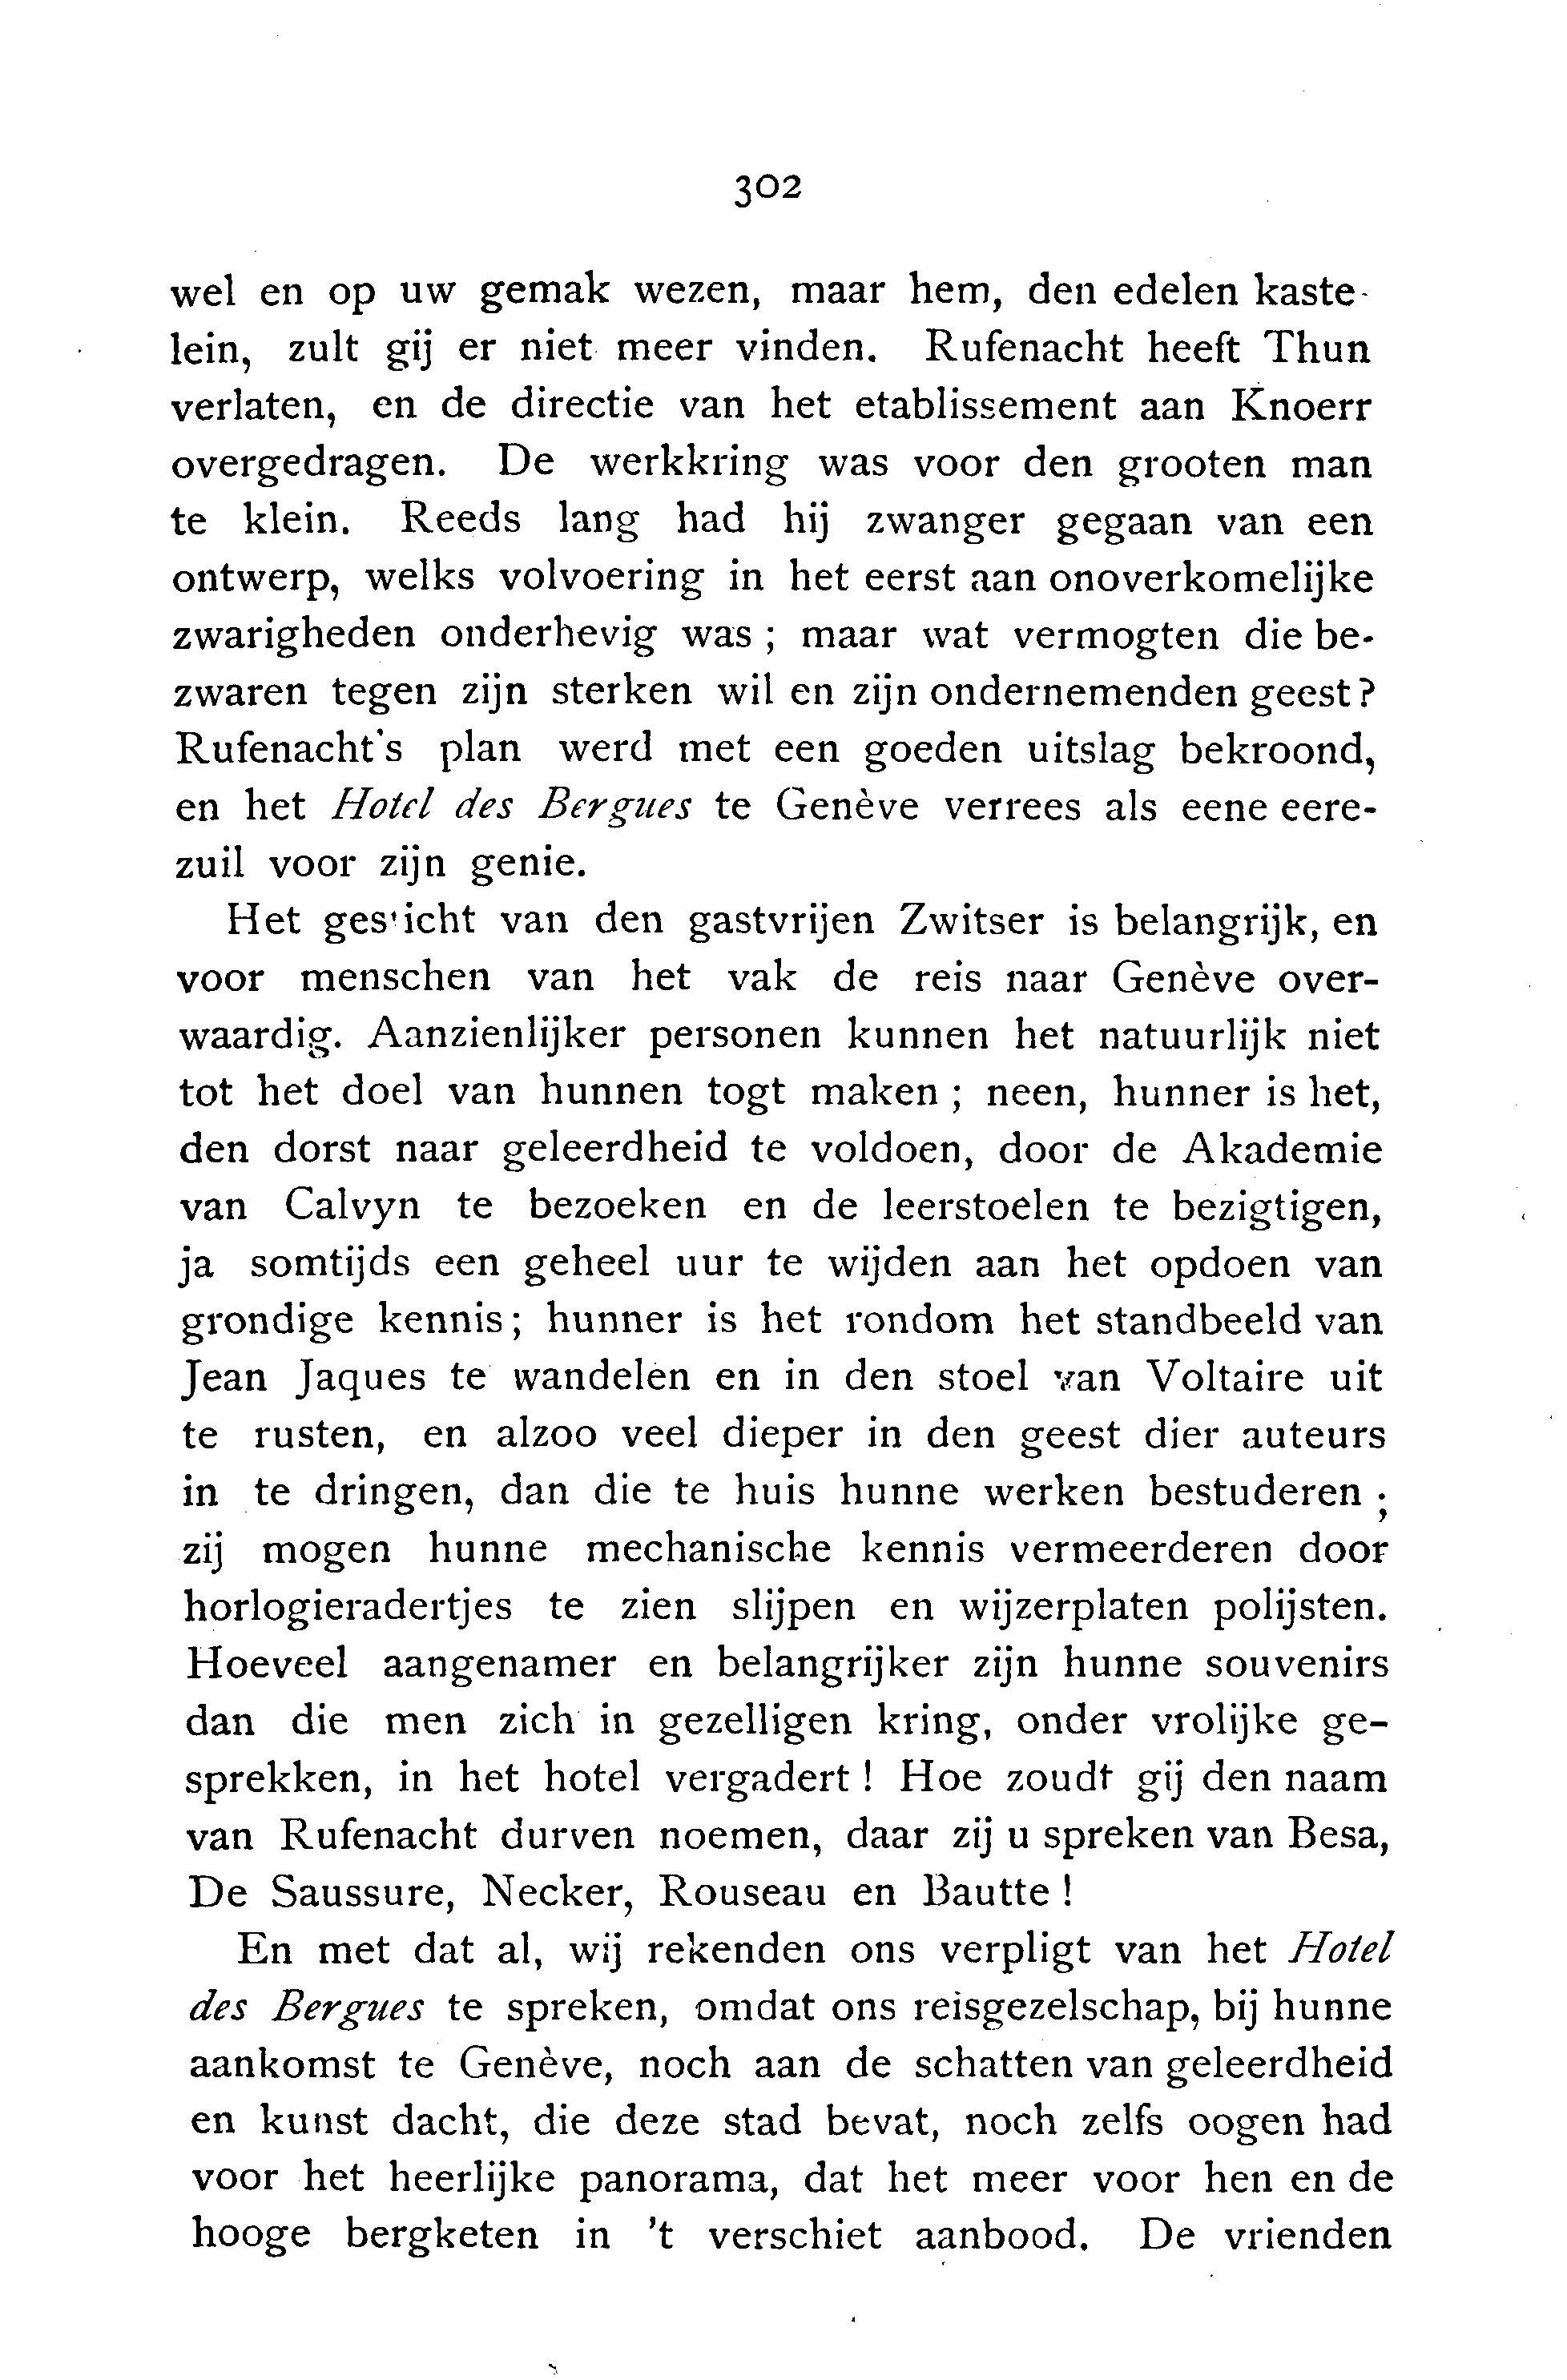 302
wel en op uw gemak wezen, maar hem, den edelen kaste-
lein, zult gij er niet meer vinden. Rufenacht heeft Thun
verlaten, en de directie van het etablissement aan Knoerr
overgedragen. De werkkring was voor den grooten man
te klein. Reeds lang had hij zwanger gegaan van een
ontwerp, welks volvoering in het eerst aan onoverkomelijke
zwarigheden onderhevig was ; maar wat vermogten die be-
zwaren tegen zijn sterken wil en zijn ondernemenden geest?
Rufenacht's plan werd met een goeden uitslag bekroond,
en het Hotel des Bergues te Genève verrees als eene eere-
zuil voor zijn genie.
Het gesticht van den gastvrijen Zwitser is belangrijk, en
voor menschen van het vak de reis naar Genève over-
waardig. Aanzienlijker personen kunnen het natuurlijk niet
tot het doel van hunnen togt maken ; neen, hunner is het,
den dorst naar geleerdheid te voldoen, door de Akademie
van Calvyn te bezoeken en de leerstoelen te bezigtigen,
ja somtijds een geheel uur te wijden aan het opdoen van
grondige kennis; hunner is het rondom het standbeeld van
Jean Jaques te wandelen en in den stoel van Voltaire uit
te rusten, en alzoo veel dieper in den geest dier auteurs
in te dringen, dan die te huis hunne werken bestuderen ;
zij mogen hunne mechanische kennis vermeerderen door
horlogieradertjes te zien slijpen en wijzerplaten polijsten.
Hoeveel aangenamer en belangrijker zijn hunne souvenirs
dan die men zich in gezelligen kring, onder vrolijke ge-
sprekken, in het hotel vergadert ! Hoe zoudt gij den naam
van Rufenacht durven noemen, daar zij u spreken van Besa,
De Saussure, Necker, Rouseau en Bautte !
En met dat al, wij rekenden ons verpligt van het Hotel
des Bergues te spreken, omdat ons reisgezelschap, bij hunne
aankomst te Genève, noch aan de schatten van geleerdheid
en kunst dacht, die deze stad bevat, noch zelfs oogen had
voor het heerlijke panorama, dat het meer voor hen en de
hooge bergketen in 't verschiet aanbood. De vrienden